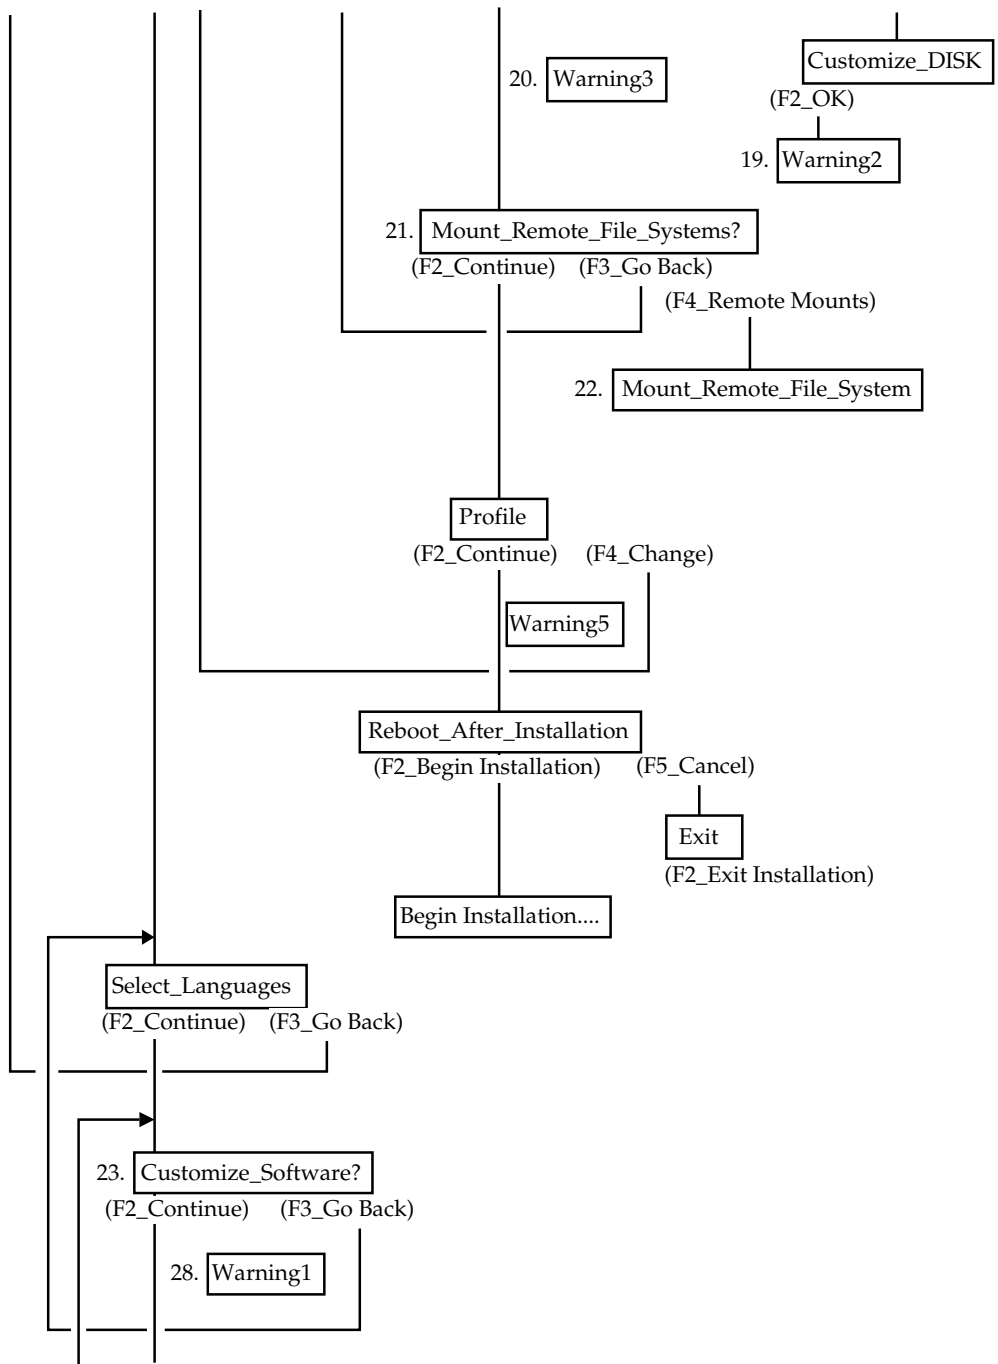 Customize_DISK
20. Warning3
(F2_OK)
19. Warning2
21. Mount_Remote_File_Systems?
(F2_Continue) (F3_Go Back)
(F4_Remote Mounts)
22. Mount_Remote_File_System
Profile
(F2_Continue) (F4_Change)
Warning5
Reboot_After_Installation
(F2_Begin Installation) (F5_Cancel)
Exit
(F2_Exit Installation)
Begin Installation....
Select_Languages
(F2_Continue) (F3_Go Back)
23. Customize_Software?
(F2_Continue) (F3_Go Back)
28. Warning1